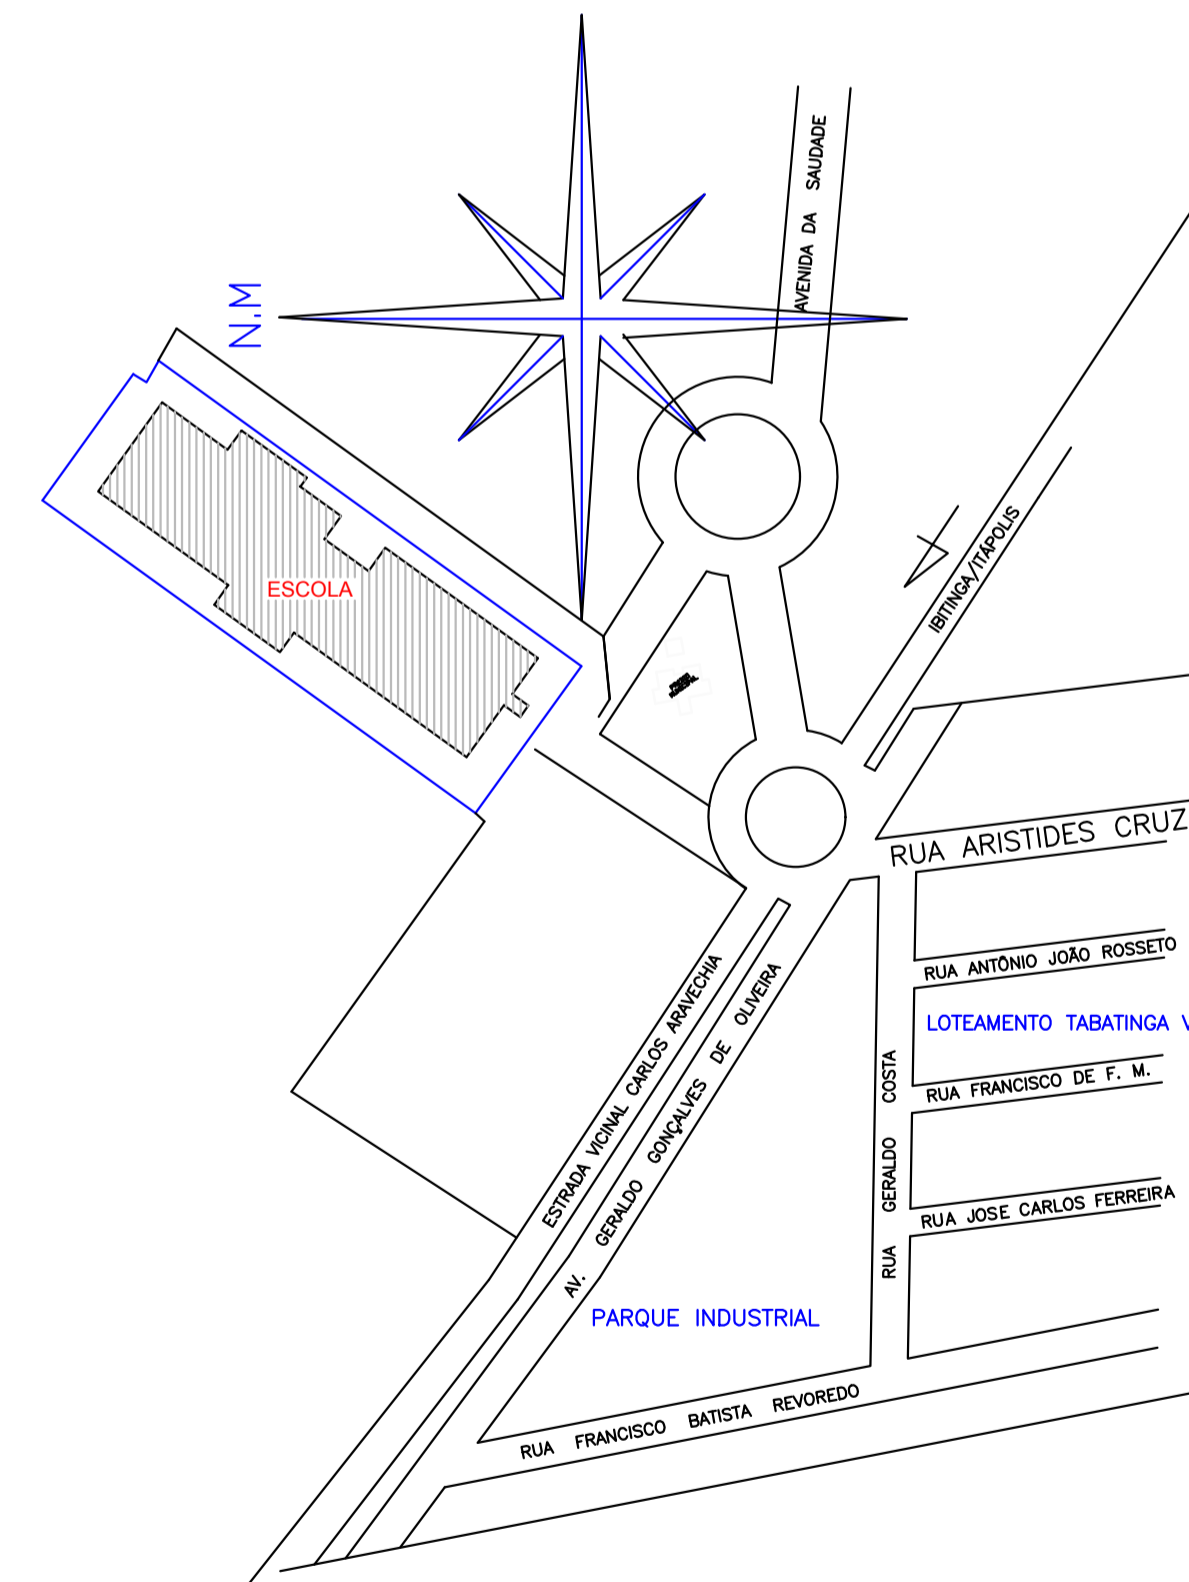 AVENIDA DA SAUDADE
N.M
IBITINGA/ITÁPOLIS
ESCOLA
RUA ARISTIDES CRUZ
RUA ANTÔNIO JOÃO ROSSETO
LOTEAMENTO TABATINGA V
RUA FRANCISCO DE F. M.
RUA JOSE CARLOS FERREIRA
RUA GERALDO COSTA
ESTRADA VICINAL CARLOS ARAVECHIA
AV. GERALDO GONÇALVES DE OLIVEIRA
PARQUE INDUSTRIAL
RUA FRANCISCO BATISTA REVOREDO